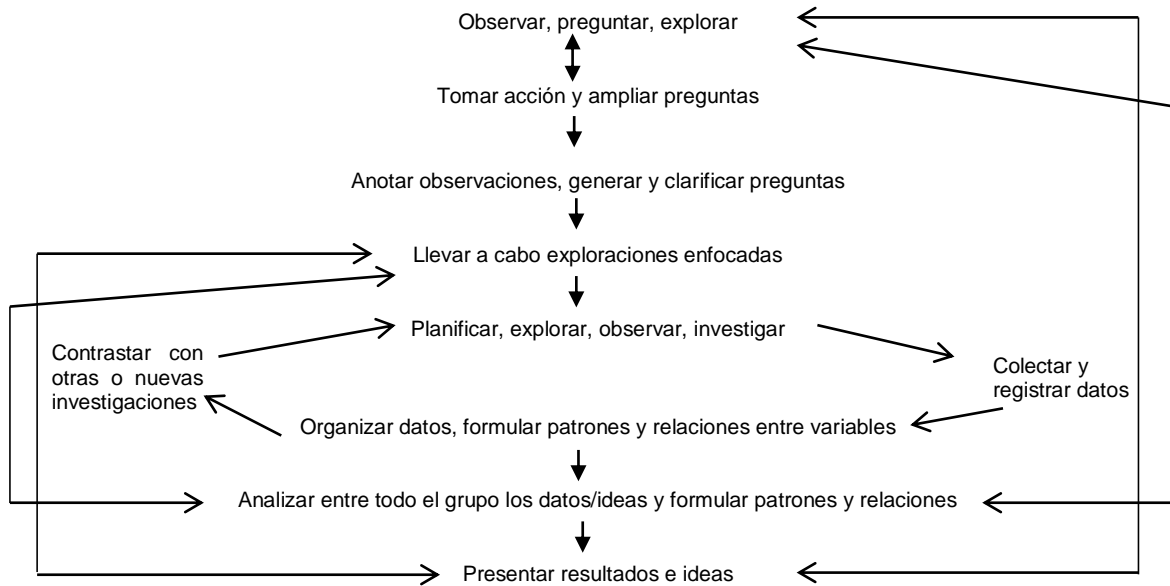 Observar, preguntar, explorar
Tomar acción y ampliar preguntas
Anotar observaciones, generar y clarificar preguntas
Llevar a cabo exploraciones enfocadas
Planificar, explorar, observar, investigar
Contrastar con
otras o nuevas
investigaciones
Colectar y
registrar datos
Organizar datos, formular patrones y relaciones entre variables
Analizar entre todo el grupo los datos/ideas y formular patrones y relaciones
Presentar resultados e ideas